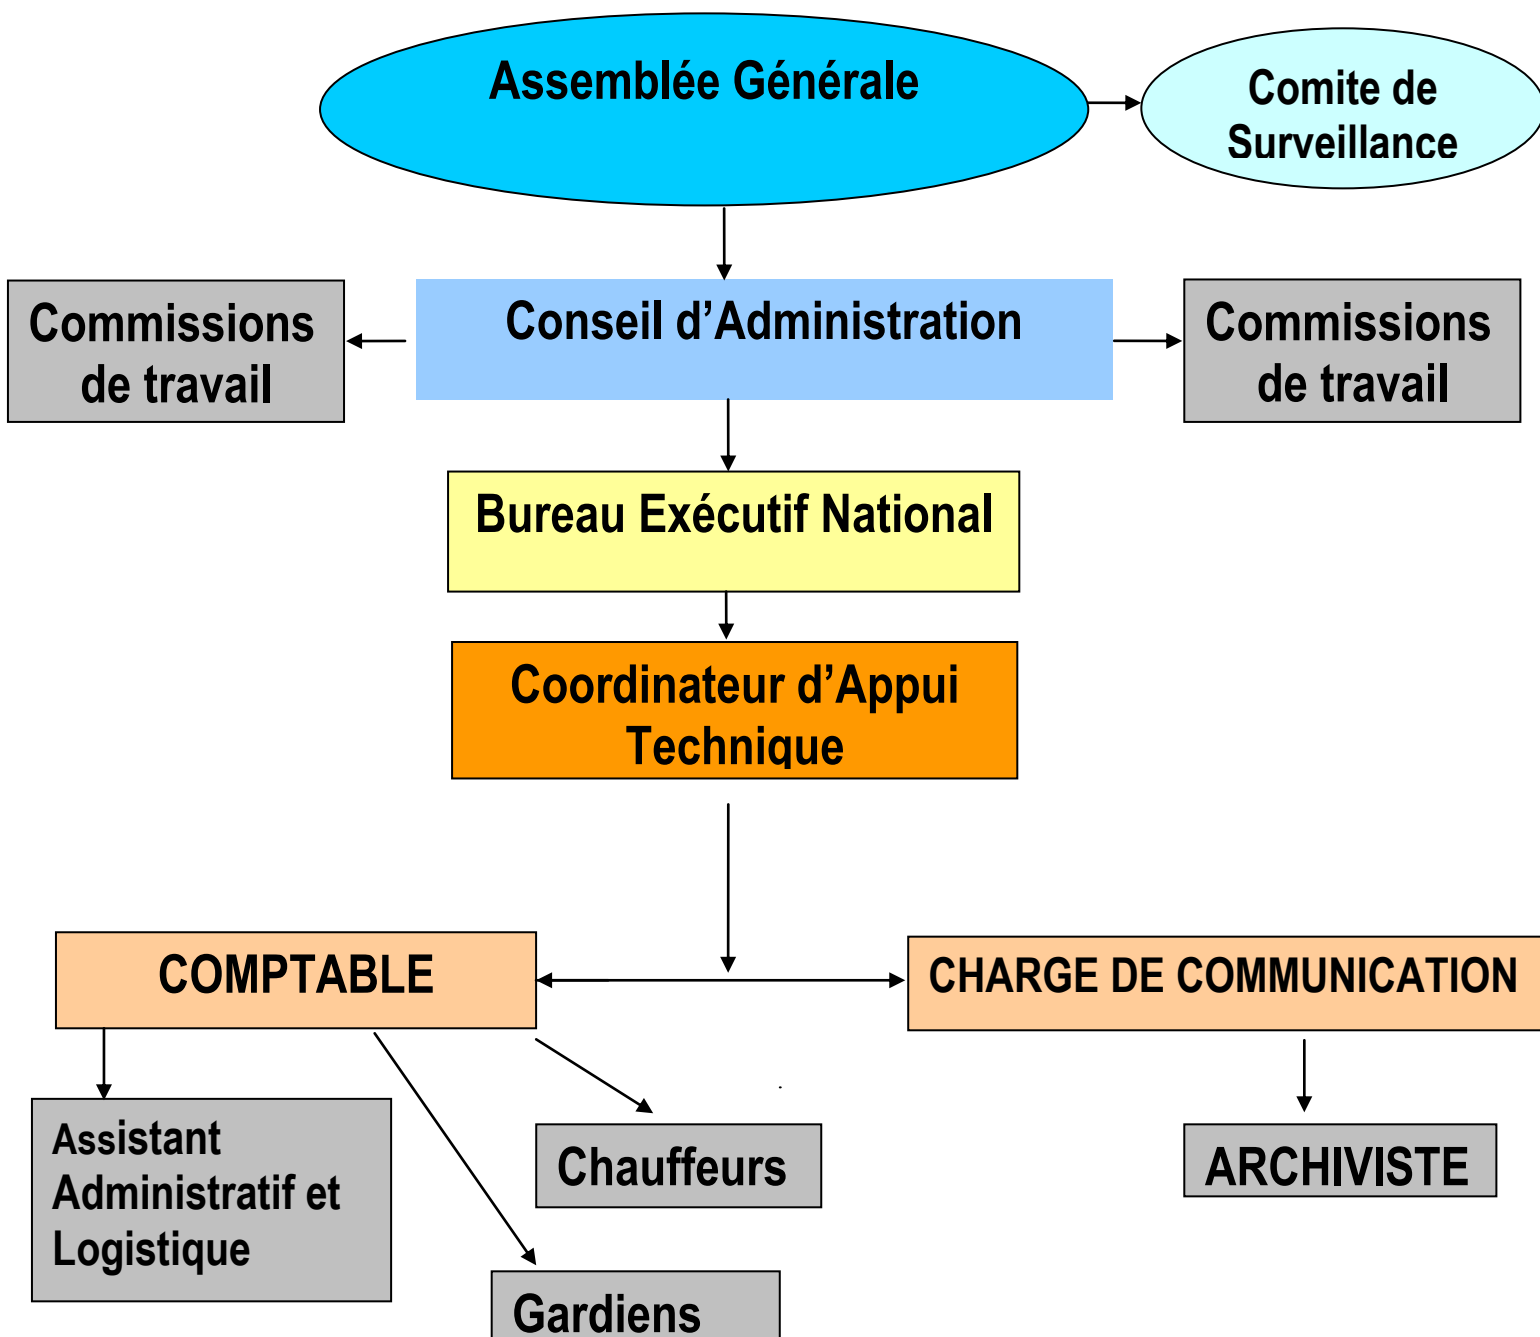 Assemblée Générale
Comite de
Surveillance
Commissions
de travail
Conseil d’Administration
Commissions
de travail
Bureau Exécutif National
Coordinateur d’Appui
Technique
COMPTABLE
CHARGE DE COMMUNICATION
Assistant
Administratif et
Logistique
Chauffeurs
ARCHIVISTE
Gardiens